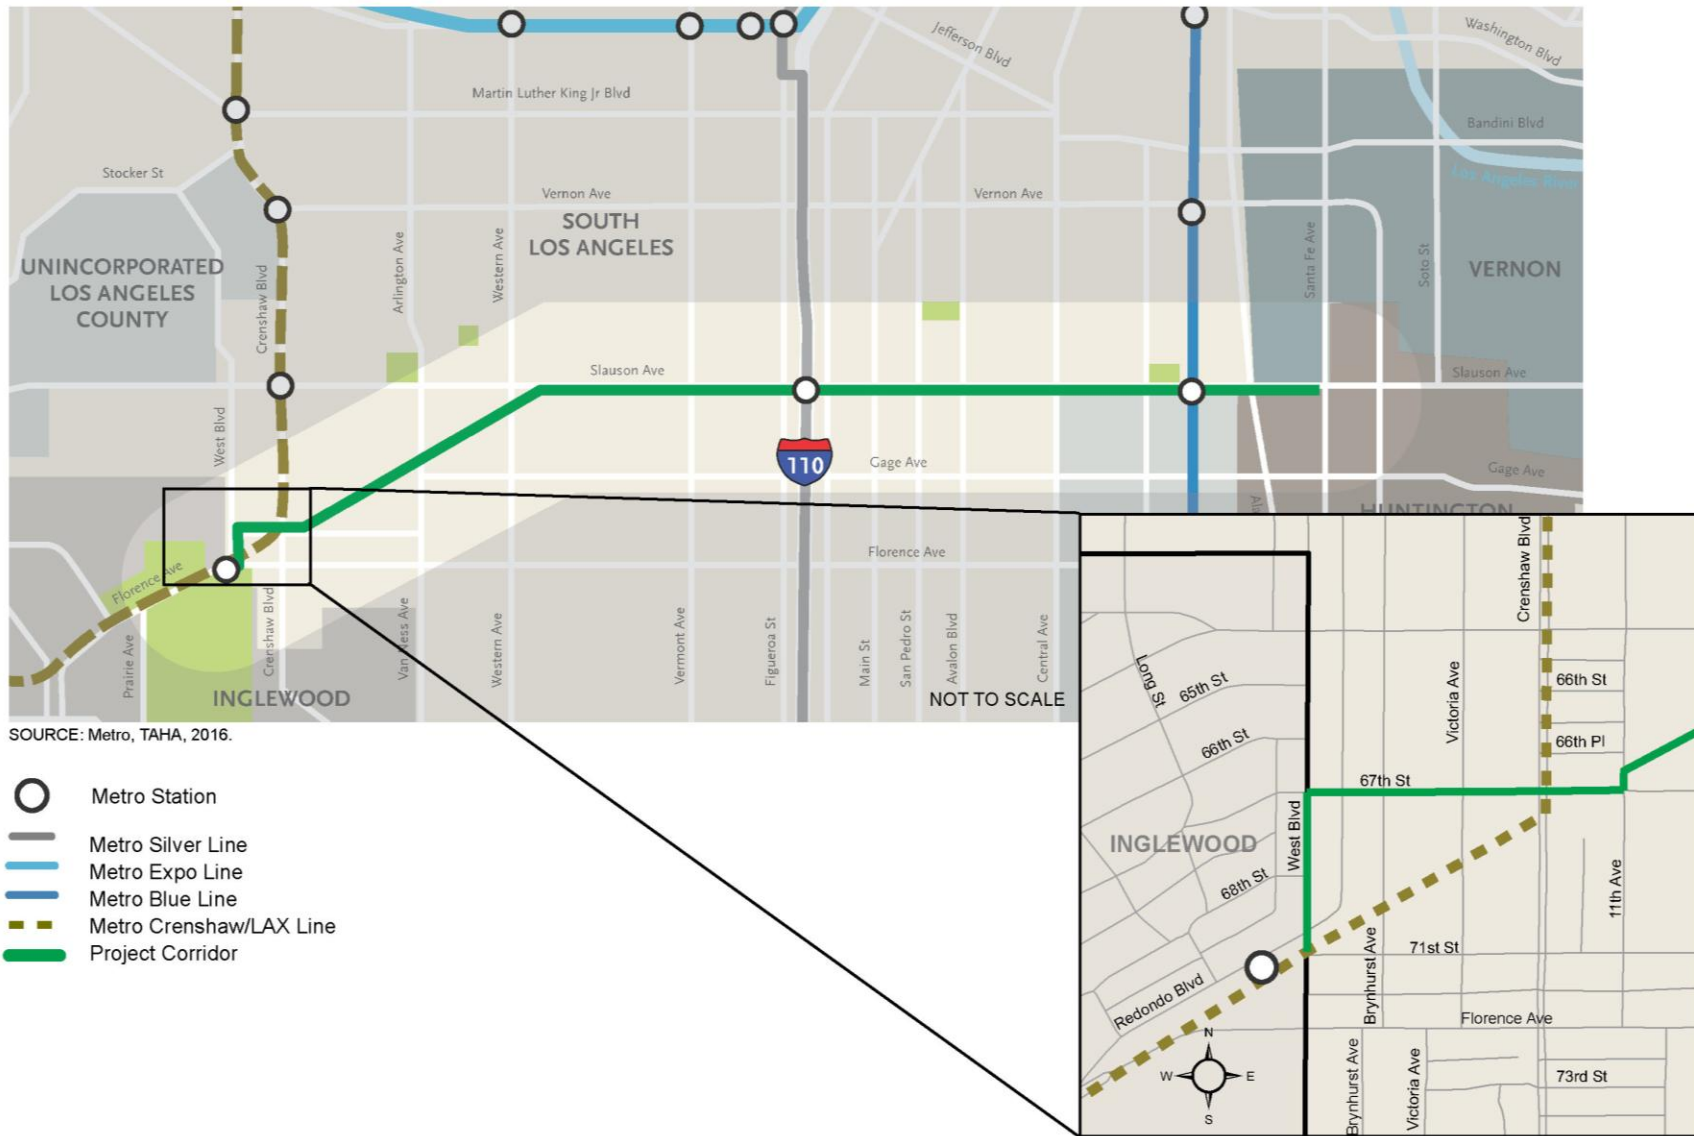 Jefferson Blvd
Washington Blvd
Martin Luther King Jr Blvd
Bandini Blvd
Stocker St
Los Angeles Blvd
Vernon Ave
Vernon Ave
SOUTH
LOS ANGELES
UNINCORPORATED
LOS ANGELES
COUNTY
Crenshaw Blvd
Arlington Ave
Western Ave
Santa Fe Ave
Soto St
VERNON
Slauson Ave
Slauson Ave
West Blvd
110
Gage Ave
Gage Ave
Ala
HUNTINGTON
Florence Ave
Florence Ave
Prairie Ave
Crenshaw Blvd
Van Ness Ave
Western Ave
Vermont Ave
Figueroa St
Main St
San Pedro St
Avalon Blvd
Central Ave
INGLEWOOD
NOT TO SCALE
SOURCE: Metro, TAHA, 2016.
Metro Station
Metro Silver Line
Metro Expo Line
Metro Blue Line
Metro Crenshaw/LAX Line
Project Corridor
Crenshaw Blvd
Long St
65th St
66th St
Victoria Ave
66th St
66th Pl
67th St
INGLEWOOD
West Blvd
68th St
11th Ave
71st St
Brynhurst Ave
Redondo Blvd
Florence Ave
N
W
E
S
Brynhurst Ave
Victoria Ave
73rd St